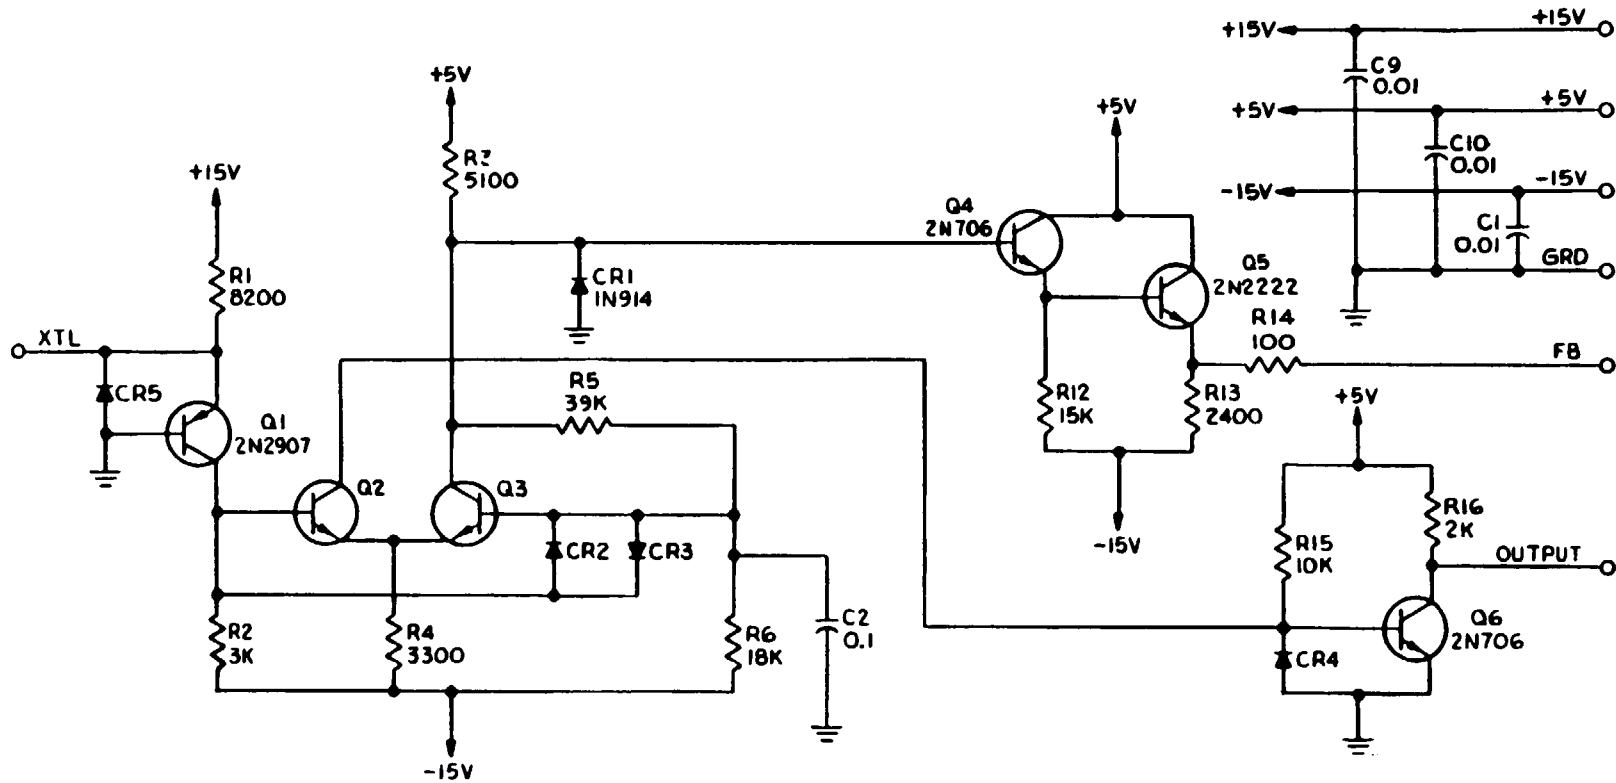 +15V
+15V
C9
0.01
+5V
+5V
C10
0.01
-15V
-15V
C1
0.01
GRD
+5V
R3
5100
+15V
R1
8200
XTL
CR5
Q1
2N2907
CR1
1N914
+5V
Q4
2N706
Q5
2N2222
R14
100
FB
R12
15K
R13
2400
-15V
R5
39K
Q2
Q3
CR2
CR3
R2
3K
R4
3300
R6
18K
C2
0.1
-15V
+5V
R15
10K
R16
2K
OUTPUT
Q6
2N706
CR4